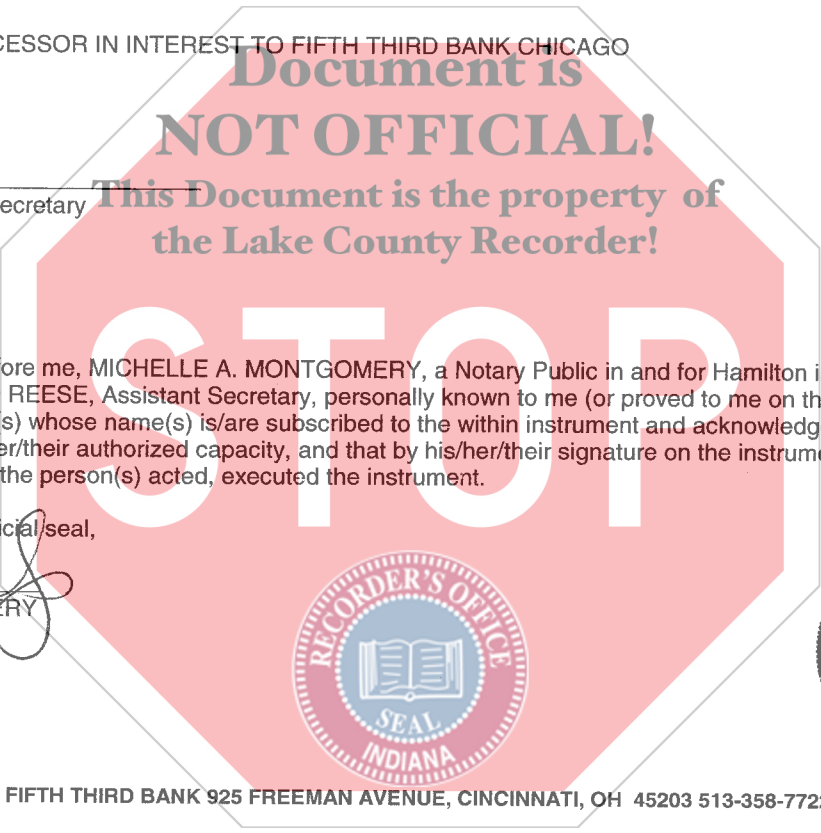 CESSOR IN INTEREST TO FIFTH THIRD BANK CHICAGO
Document is
NOT OFFICIAL!
This Document is the property of
ecretary
the Lake County Recorder!
STOP
fore me, MICHELLE A. MONTGOMERY, a Notary Public in and for Hamilton i
REESE, Assistant Secretary, personally known to me (or proved to me on th
s) whose name(s) is/are subscribed to the within instrument and acknowledg
er/their authorized capacity, and that by his/her/their signature on the instrume
the person(s) acted, executed the instrument.
icial seal,
ERY
RECORDER'S OFFICE
SEAL
INDIANA
FIFTH THIRD BANK 925 FREEMAN AVENUE, CINCINNATI, OH 45203 513-358-772